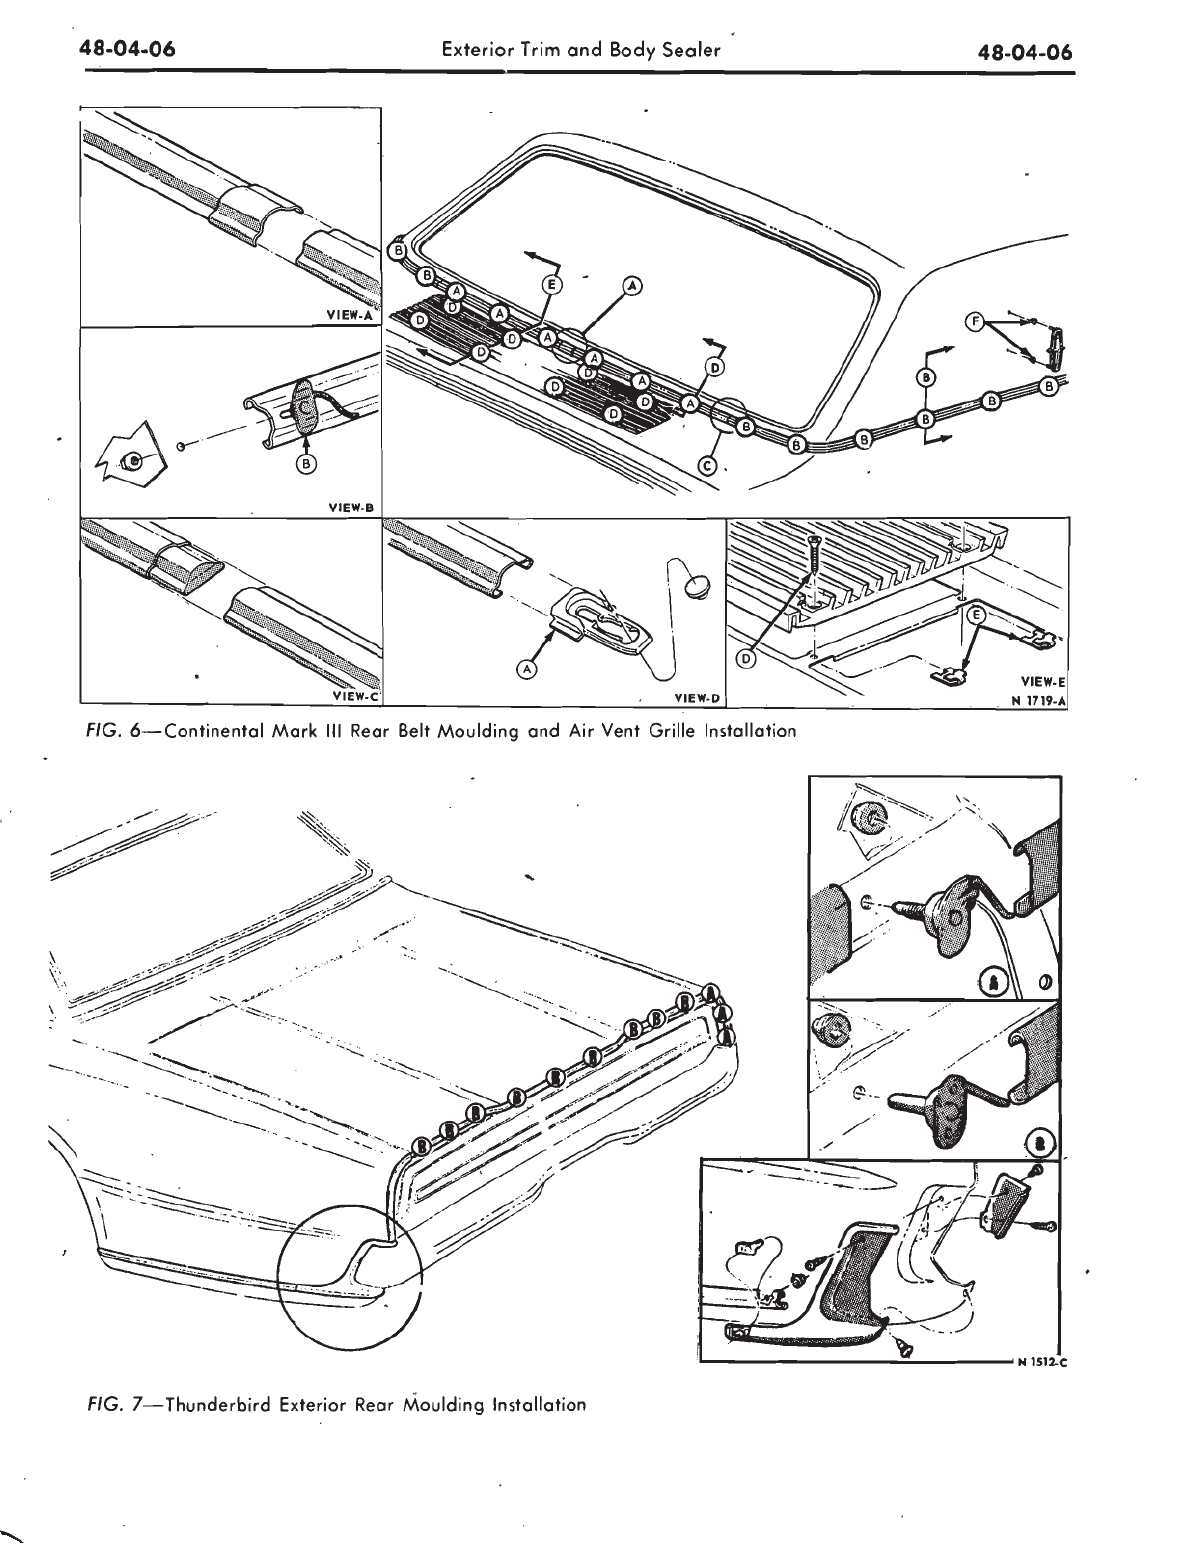 48-04-06 Exterior Trim and Body Sealer 48-04-06
VIEW-A
B
B
A
D
D
A
E
A
D
D
A
A
D
D
D
A
D
D
A
D
C
B
B
B
B
B
B
B
B
F
B
VIEW-B
VIEW-C
A
VIEW-D
D
E
VIEW-E
N 1719-A
FIG. 6—Continental Mark III Rear Belt Moulding and Air Vent Grille Installation
A
B
A
A
B
B
B
B
B
B
B
B
A
B
N 1512-C
FIG. 7—Thunderbird Exterior Rear Moulding Installation